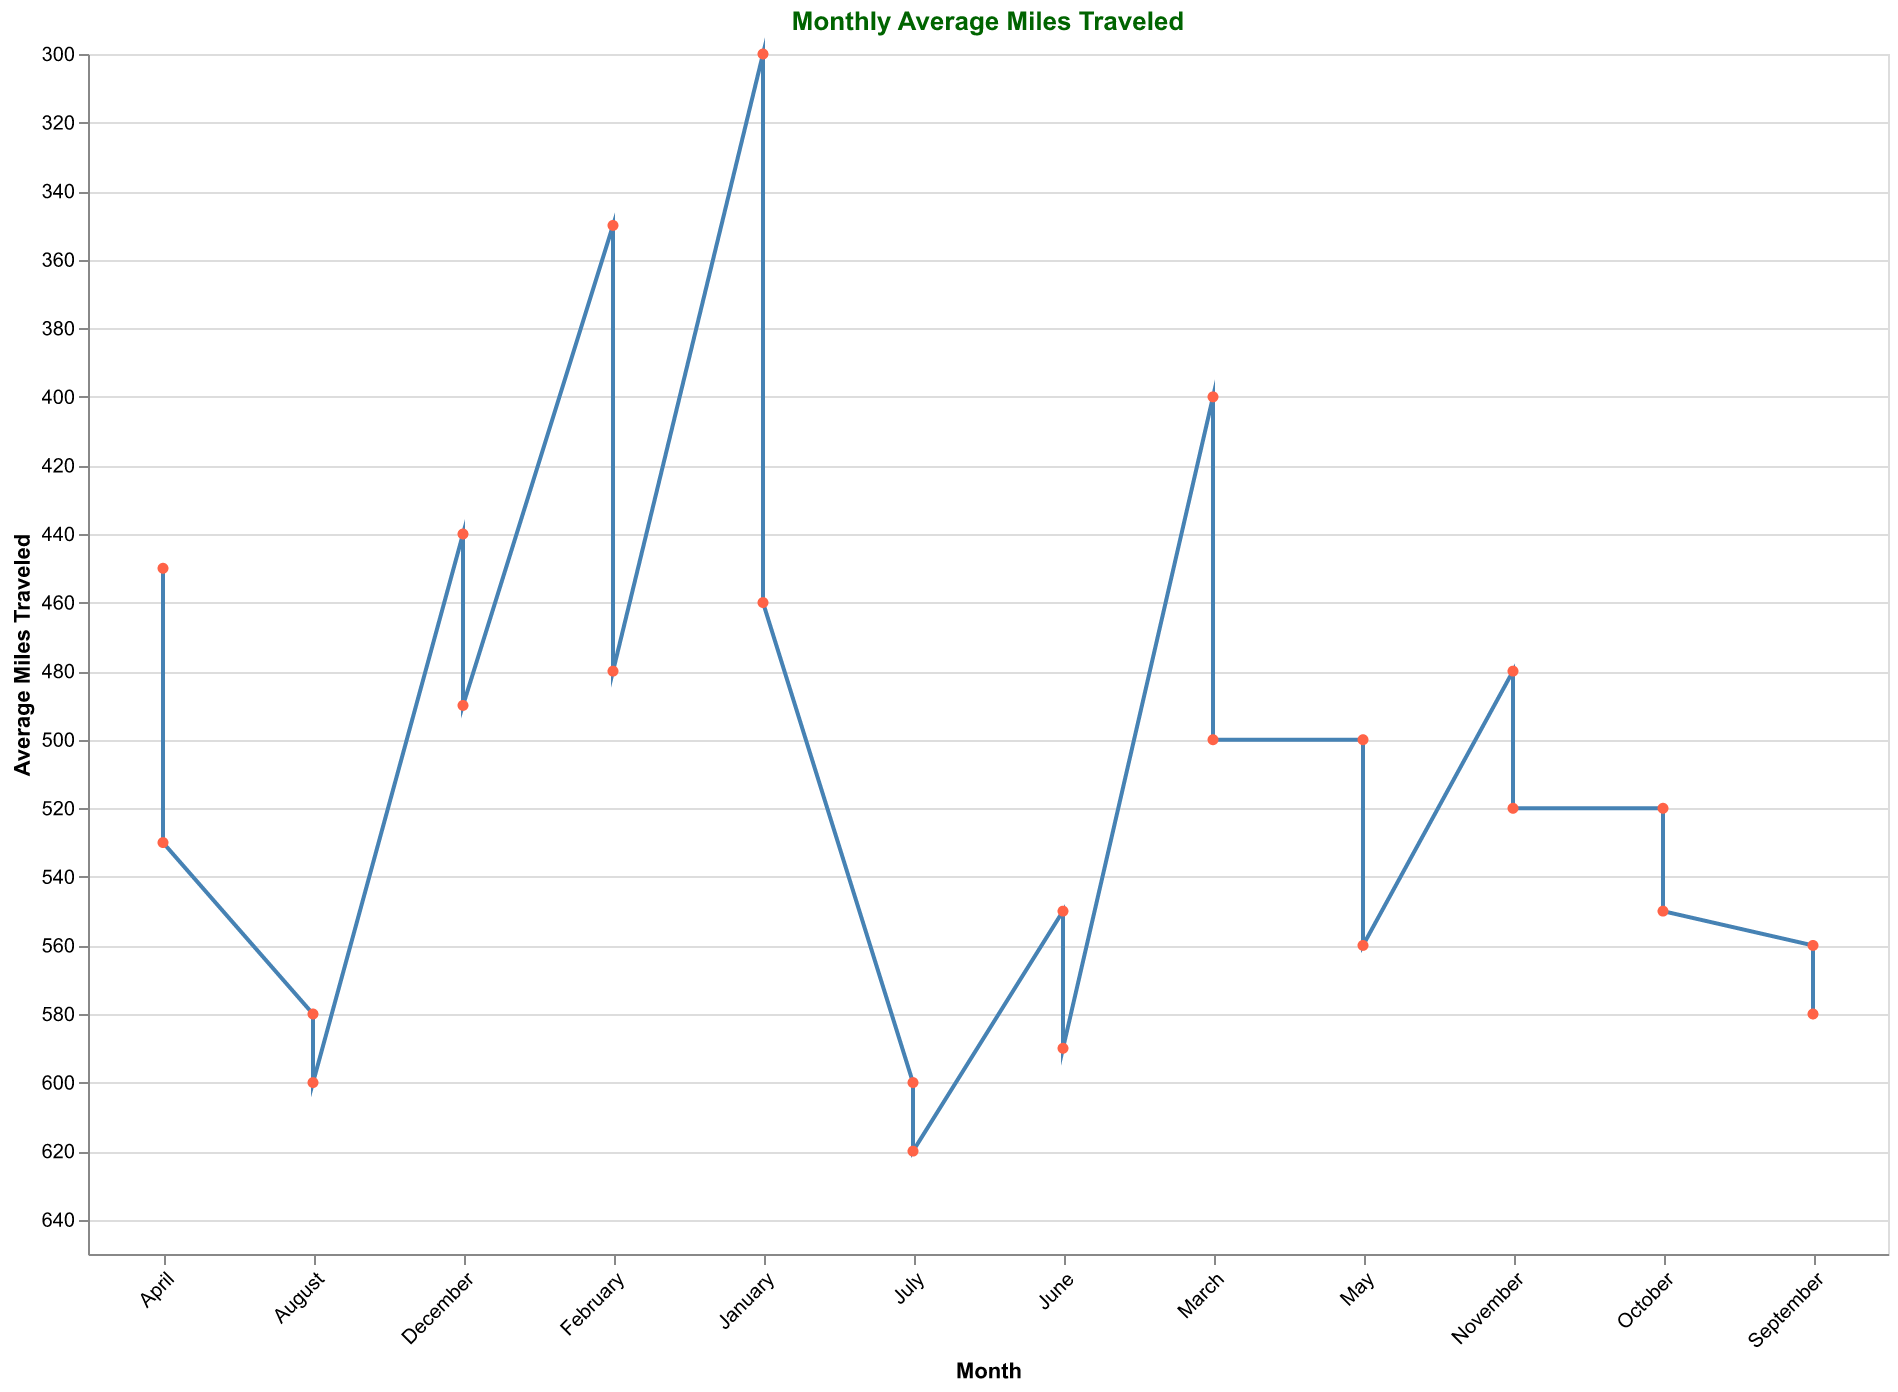 Monthly Average Miles Traveled
300
320
340
360
380
400
420
440
460
480
500
520
540
560
580
600
620
640
Average Miles Traveled
April
August
December
February
January
July
June
March
May
November
October
September
Month